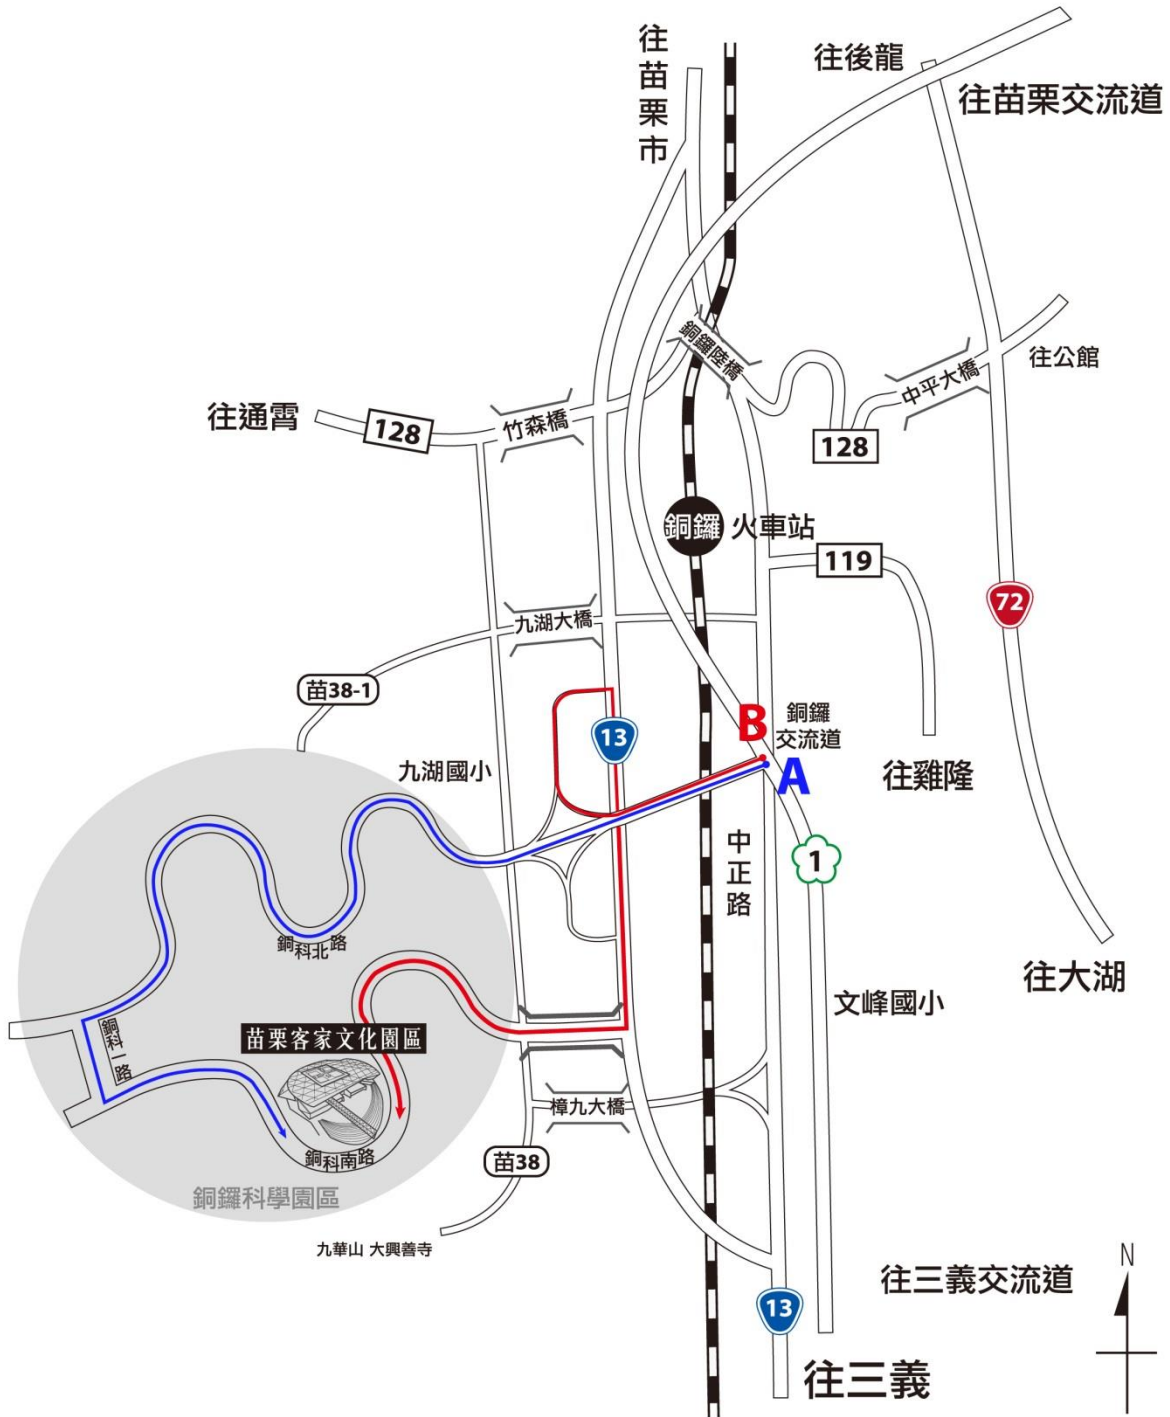 往苗栗市
往後龍
往苗栗交流道
銅鑼陸橋
往公館
中平大橋
往通霄
128
竹森橋
128
銅鑼
火車站
119
72
九湖大橋
苗38-1
13
B
銅鑼
交流道
A
九湖國小
往雞隆
中正路
1
銅科北路
往大湖
文峰國小
銅科一路
苗栗客家文化園區
樟九大橋
銅科南路
苗38
銅鑼科學園區
九華山 大興善寺
N
往三義交流道
13
往三義